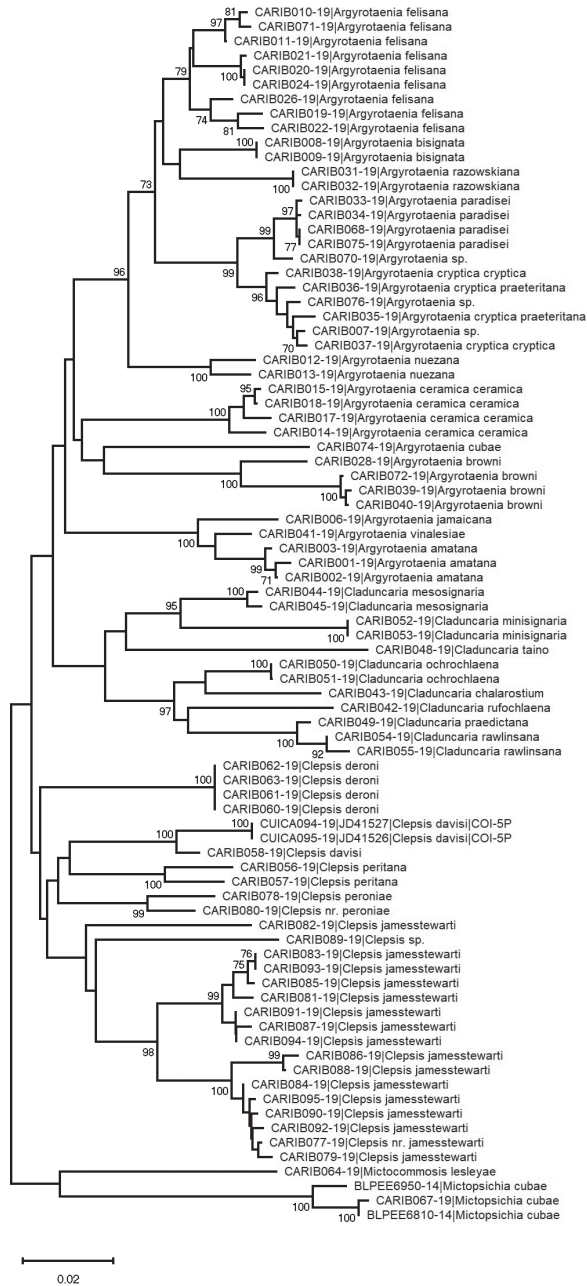 81
CARIB010-19|Argyrotaenia felisana
97
CARIB071-19|Argyrotaenia felisana
CARIB011-19|Argyrotaenia felisana
CARIB021-19|Argyrotaenia felisana
79
CARIB020-19|Argyrotaenia felisana
100
CARIB024-19|Argyrotaenia felisana
CARIB026-19|Argyrotaenia felisana
74
CARIB019-19|Argyrotaenia felisana
81
CARIB022-19|Argyrotaenia felisana
100
CARIB008-19|Argyrotaenia bisignata
CARIB009-19|Argyrotaenia bisignata
CARIB031-19|Argyrotaenia razowskiana
73
100
CARIB032-19|Argyrotaenia razowskiana
CARIB033-19|Argyrotaenia paradisei
97
CARIB034-19|Argyrotaenia paradisei
99
CARIB068-19|Argyrotaenia paradisei
77
CARIB075-19|Argyrotaenia paradisei
CARIB070-19|Argyrotaenia sp.
96
99
CARIB038-19|Argyrotaenia cryptica cryptica
96
CARIB036-19|Argyrotaenia cryptica praeteritana
CARIB076-19|Argyrotaenia sp.
CARIB035-19|Argyrotaenia cryptica praeteritana
CARIB007-19|Argyrotaenia sp.
70
CARIB037-19|Argyrotaenia cryptica cryptica
CARIB012-19|Argyrotaenia nuezana
100
CARIB013-19|Argyrotaenia nuezana
95
CARIB015-19|Argyrotaenia ceramica ceramica
CARIB018-19|Argyrotaenia ceramica ceramica
100
CARIB017-19|Argyrotaenia ceramica ceramica
CARIB014-19|Argyrotaenia ceramica ceramica
CARIB074-19|Argyrotaenia cubae
CARIB028-19|Argyrotaenia browni
100
CARIB072-19|Argyrotaenia browni
100
CARIB039-19|Argyrotaenia browni
CARIB040-19|Argyrotaenia browni
CARIB006-19|Argyrotaenia jamaicana
100
CARIB041-19|Argyrotaenia vinalesiae
CARIB003-19|Argyrotaenia amatana
99
CARIB001-19|Argyrotaenia amatana
71
CARIB002-19|Argyrotaenia amatana
100
CARIB044-19|Claduncaria mesosignaria
95
CARIB045-19|Claduncaria mesosignaria
CARIB052-19|Claduncaria minisignaria
100
CARIB053-19|Claduncaria minisignaria
CARIB048-19|Claduncaria taino
100
CARIB050-19|Claduncaria ochrochlaena
CARIB051-19|Claduncaria ochrochlaena
CARIB043-19|Claduncaria chalarostium
97
CARIB042-19|Claduncaria rufochlaena
CARIB049-19|Claduncaria praedictana
100
CARIB054-19|Claduncaria rawlinsana
92
CARIB055-19|Claduncaria rawlinsana
CARIB062-19|Clepsis deroni
100
CARIB063-19|Clepsis deroni
CARIB061-19|Clepsis deroni
CARIB060-19|Clepsis deroni
100
CUICA094-19|JD41527|Clepsis davisi|COI-5P
100
CUICA095-19|JD41526|Clepsis davisi|COI-5P
CARIB058-19|Clepsis davisi
CARIB056-19|Clepsis peritana
100
CARIB057-19|Clepsis peritana
CARIB078-19|Clepsis peroniae
99
CARIB080-19|Clepsis nr. peroniae
CARIB082-19|Clepsis jamesstewarti
CARIB089-19|Clepsis sp.
76
CARIB083-19|Clepsis jamesstewarti
75
CARIB093-19|Clepsis jamesstewarti
CARIB085-19|Clepsis jamesstewarti
99
CARIB081-19|Clepsis jamesstewarti
CARIB091-19|Clepsis jamesstewarti
CARIB087-19|Clepsis jamesstewarti
98
CARIB094-19|Clepsis jamesstewarti
99
CARIB086-19|Clepsis jamesstewarti
CARIB088-19|Clepsis jamesstewarti
100
CARIB084-19|Clepsis jamesstewarti
CARIB095-19|Clepsis jamesstewarti
CARIB090-19|Clepsis jamesstewarti
CARIB092-19|Clepsis jamesstewarti
CARIB077-19|Clepsis nr. jamesstewarti
CARIB079-19|Clepsis jamesstewarti
CARIB064-19|Mictocommosis lesleyae
BLPEE6950-14|Mictopsichia cubae
100
CARIB067-19|Mictopsichia cubae
100
BLPEE6810-14|Mictopsichia cubae
0.02